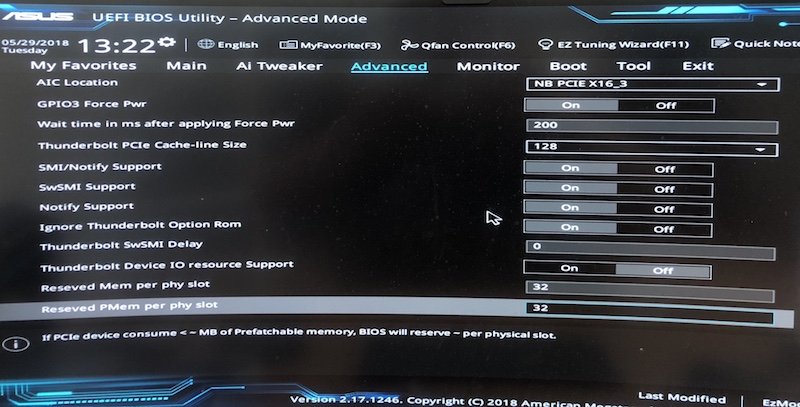 ASUS UEFI BIOS Utility – Advanced Mode
05/29/2018 Tuesday 13:22 English MyFavorite(F3) Qfan Control(F6) EZ Tuning Wizard(F11) Quick Note
My Favorites Main Ai Tweaker Advanced Monitor Boot Tool Exit
AIC Location NB PCIE X16_3
GPIO3 Force Pwr On Off
Wait time in ms after applying Force Pwr 200
Thunderbolt PCIe Cache-line Size 128
SMI/Notify Support On Off
SwSMI Support On Off
Notify Support On Off
Ignore Thunderbolt Option Rom On Off
Thunderbolt SwSMI Delay 0
Thunderbolt Device IO resource Support On Off
Reseved Mem per phy slot 32
Reseved PMem per phy slot 32
If PCIe device consume < ~ MB of Prefatchable memory, BIOS will reserve ~ per physical slot.
Last Modified EzMo
Version 2.17.1246. Copyright (C) 2018 American